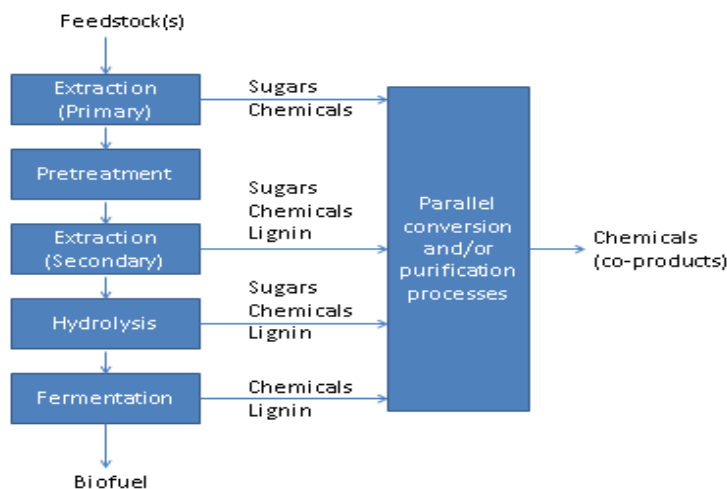 Feedstock(s)
Extraction
(Primary)
Sugars
Chemicals
Pretreatment
Sugars
Chemicals
Lignin
Extraction
(Secondary)
Hydrolysis
Sugars
Chemicals
Lignin
Fermentation
Chemicals
Lignin
Biofuel
Parallel
conversion
and/or
purification
processes
Chemicals
(co-products)